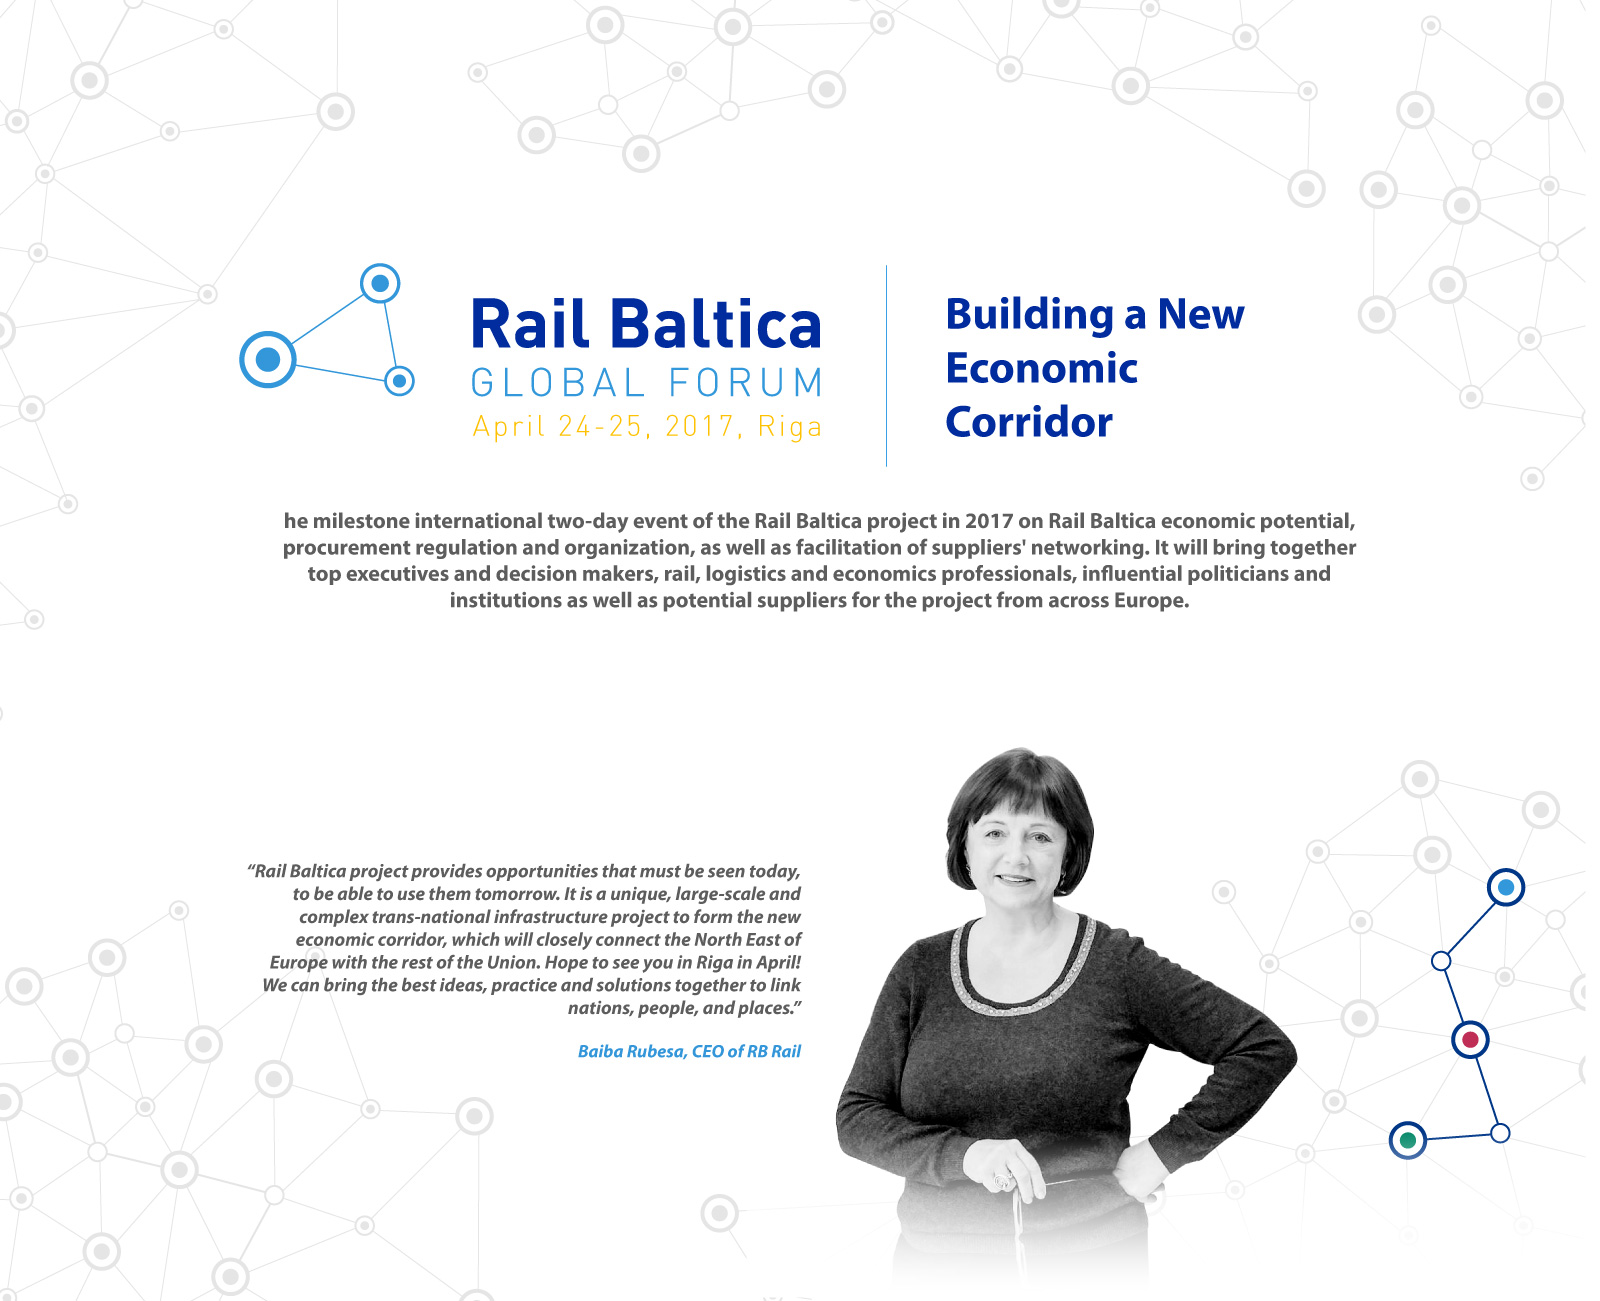 Rail Baltica
GLOBAL FORUM
April 24-25, 2017, Riga
Building a New
Economic
Corridor
he milestone international two-day event of the Rail Baltica project in 2017 on Rail Baltica economic potential,
procurement regulation and organization, as well as facilitation of suppliers' networking. It will bring together
top executives and decision makers, rail, logistics and economics professionals, influential politicians and
institutions as well as potential suppliers for the project from across Europe.
“Rail Baltica project provides opportunities that must be seen today,
to be able to use them tomorrow. It is a unique, large-scale and
complex trans-national infrastructure project to form the new
economic corridor, which will closely connect the North East of
Europe with the rest of the Union. Hope to see you in Riga in April!
We can bring the best ideas, practice and solutions together to link
nations, people, and places.”
Baiba Rubesa, CEO of RB Rail